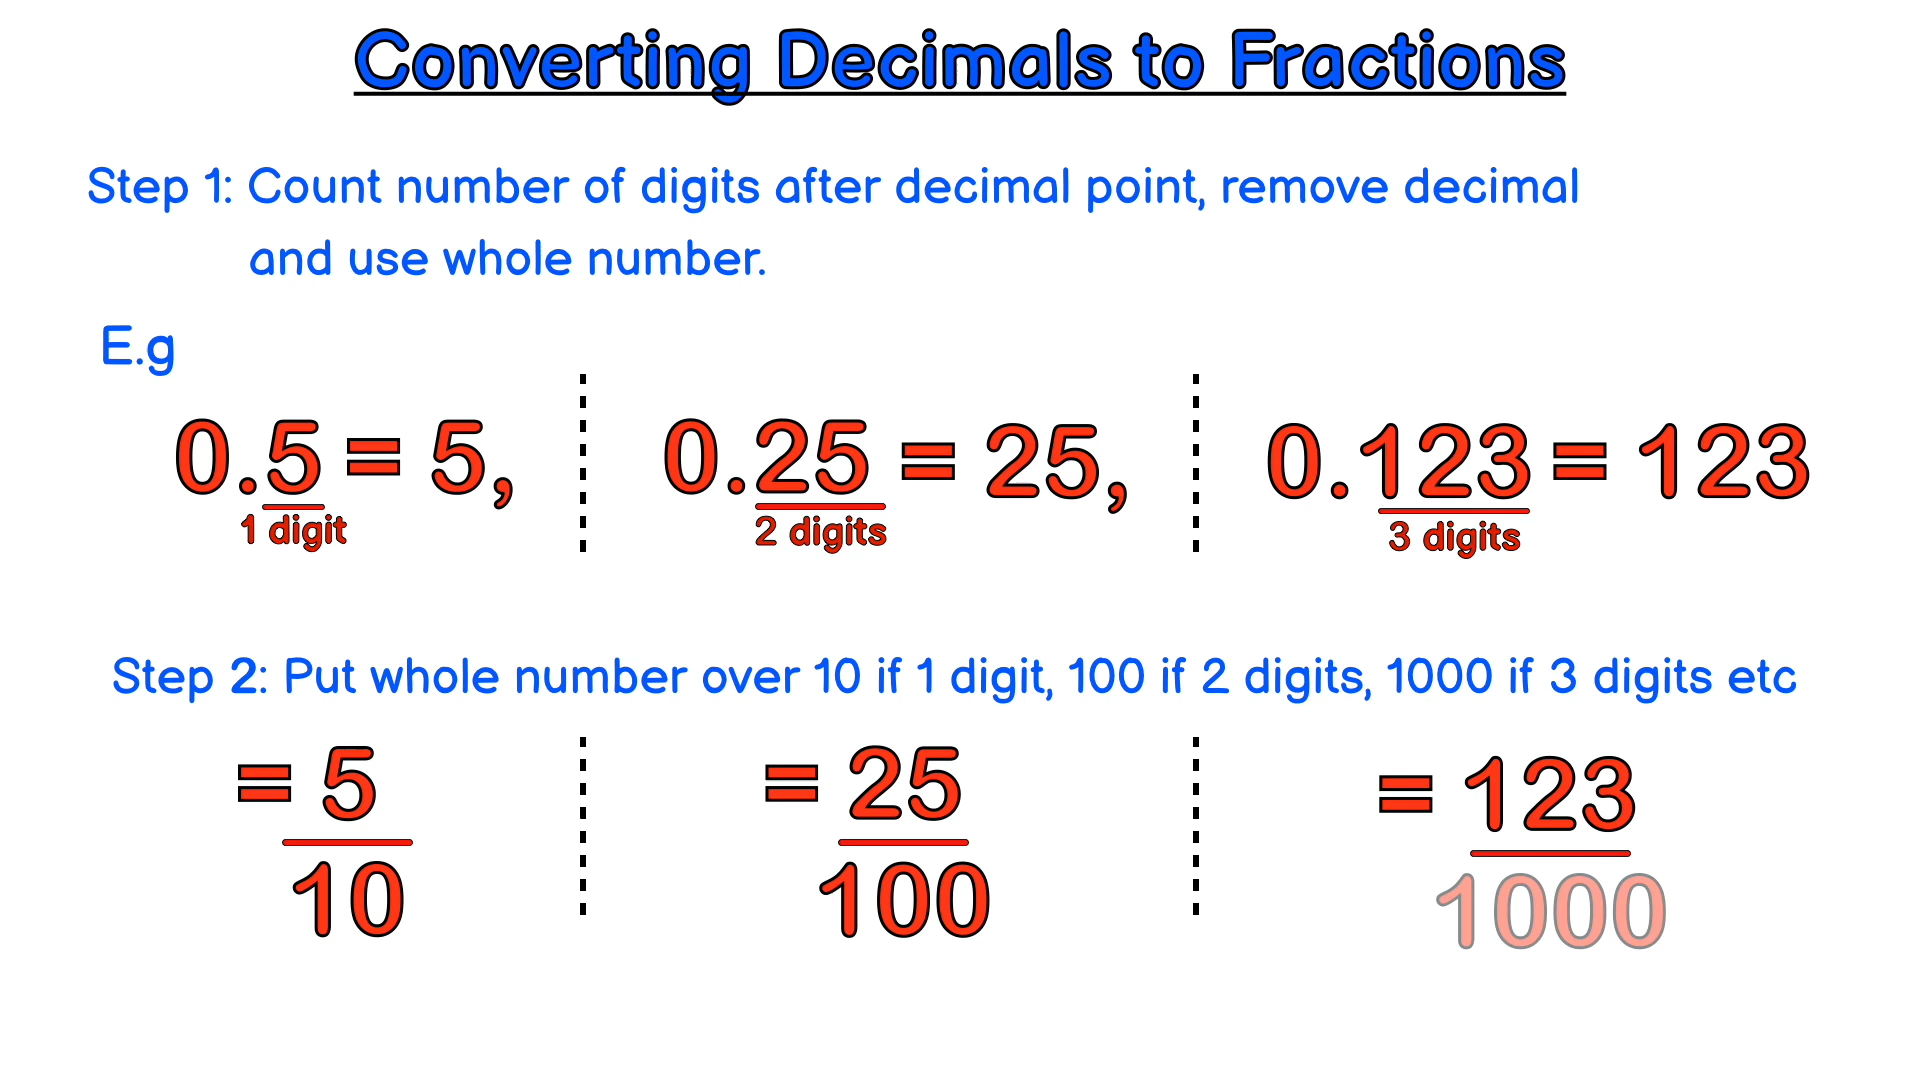 Converting Decimals to Fractions
Step 1: Count number of digits after decimal point, remove decimal
and use whole number.
E.g
0.5 = 5,
1 digit
0.25 = 25,
2 digits
0.123 = 123
3 digits
Step 2: Put whole number over 10 if 1 digit, 100 if 2 digits, 1000 if 3 digits etc
= 5
10
= 25
100
= 123
1000